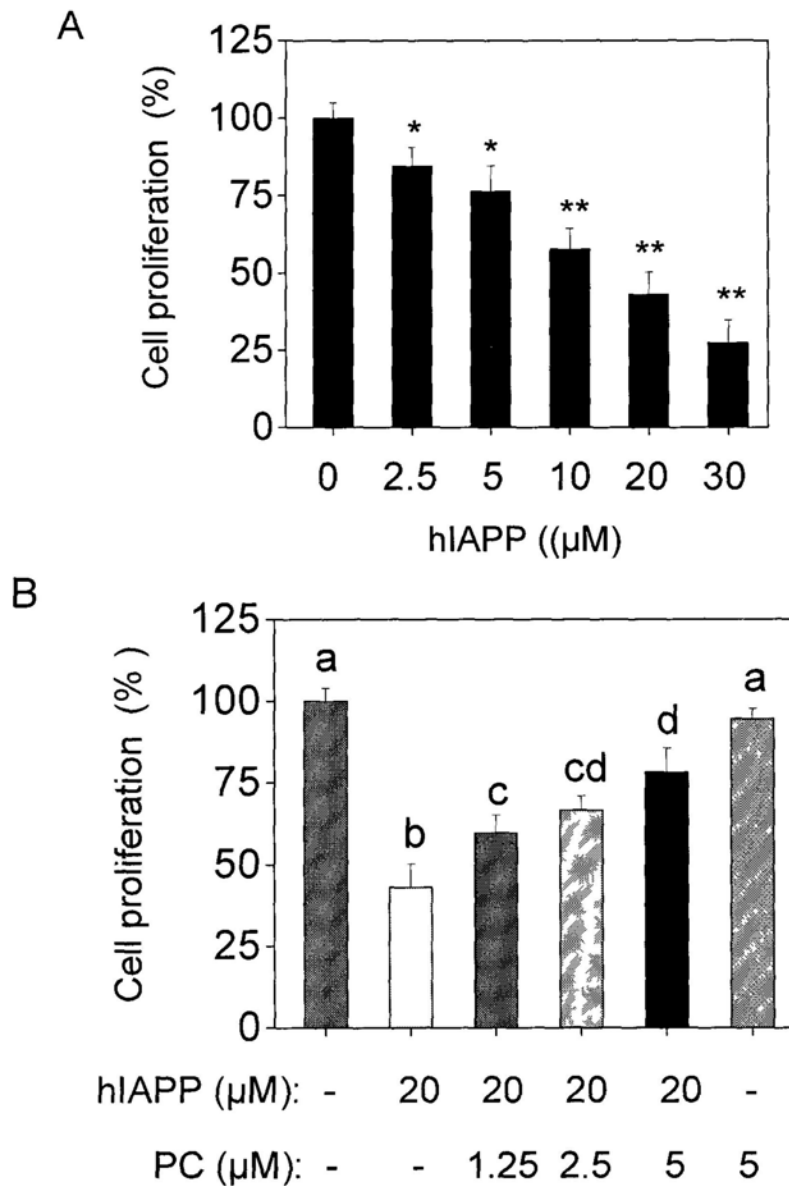 A
125
100
75
50
25
0
Cell proliferation (%)
* * ** ** **
0 2.5 5 10 20 30
hIAPP ((µM)
B
125
100
75
50
25
0
Cell proliferation (% )
a b c cd d a
hIAPP (µM): - 20 20 20 20 -
PC (µM): - - 1.25 2.5 5 5